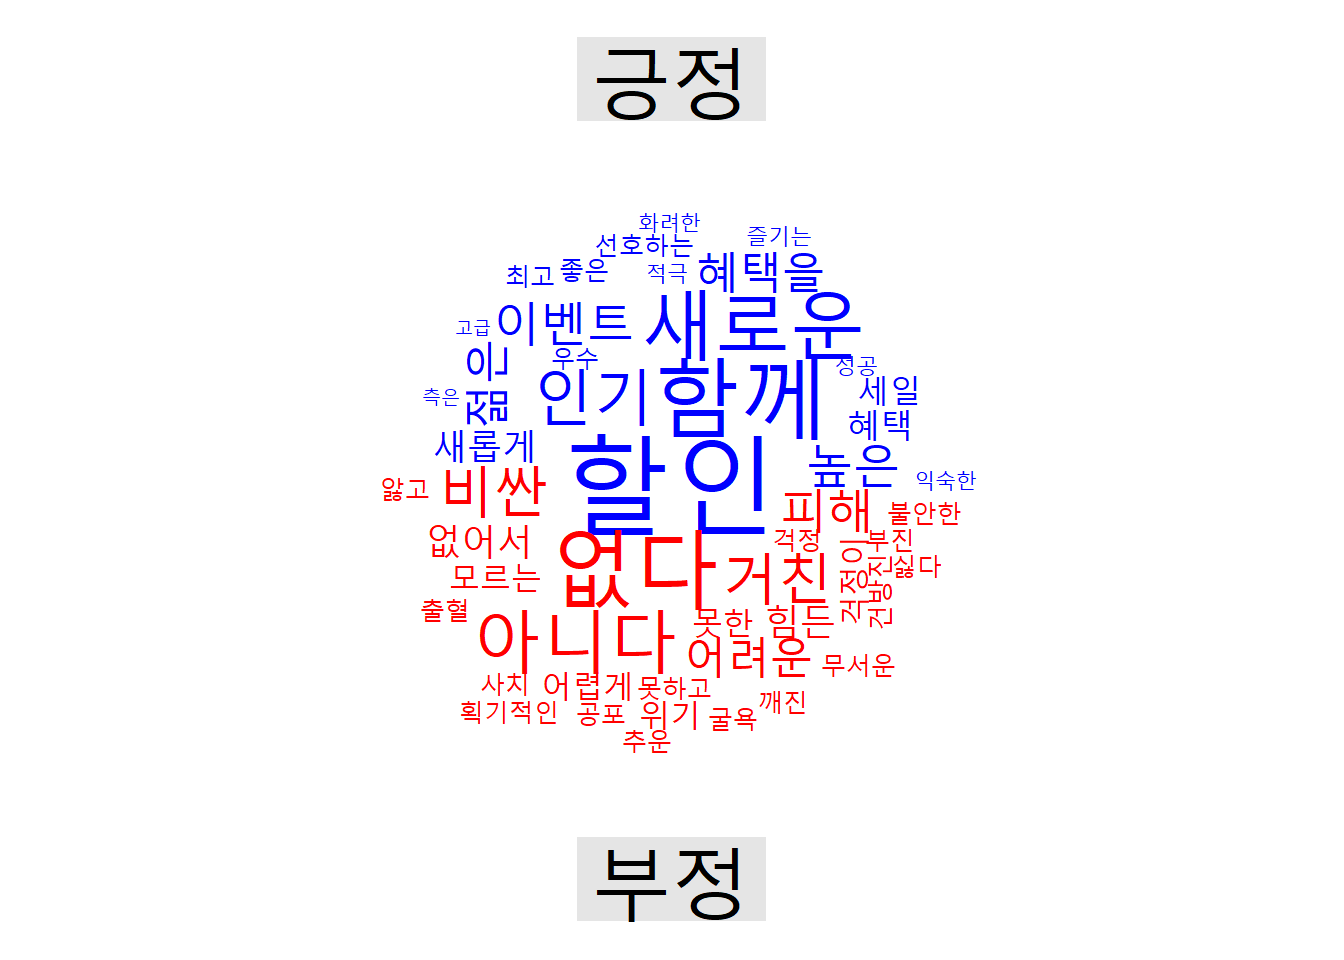 긍정
화려한
선호하는
즐기는
최고
좋은
적극
혜택을
고급
이벤트
새로운
젊은
우수
성공
측은
인기
함께
세일
혜택
새롭게
할인
높은
익숙한
앓고
비싼
피해
불안한
없어서
없다
거친
걱정
걱정이
부진
건방진
싫다
모르는
출혈
아니다
못한
힘든
어려운
무서운
사치
어렵게
못하고
깨진
획기적인
공포
위기
굴욕
추운
부정